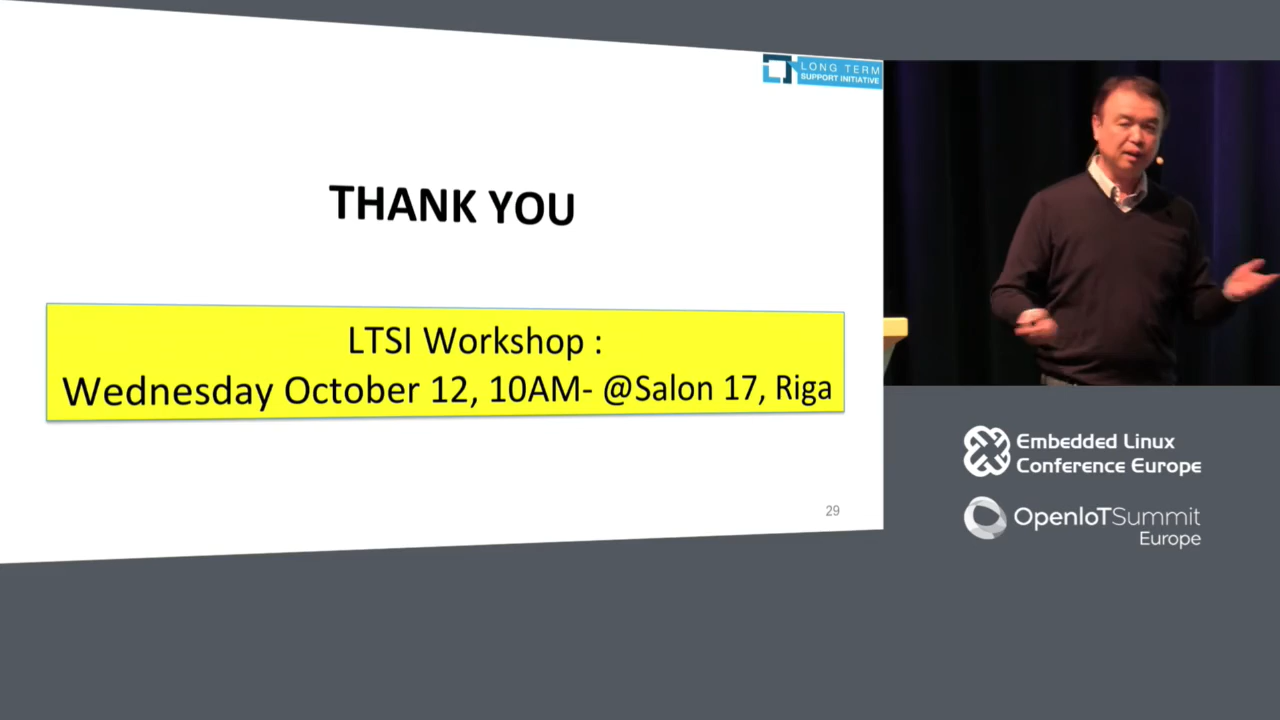 LONG TERM
SUPPORT INITIATIVE
THANK YOU
LTSI Workshop :
Wednesday October 12, 10AM- @Salon 17, Riga
29
Embedded Linux
Conference Europe
OpenIoTSummit
Europe